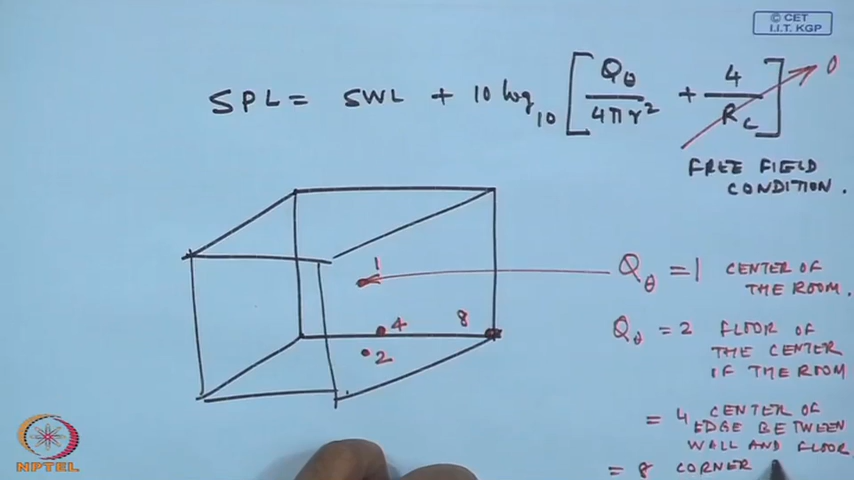 © CET
I.I.T. KGP
SPL = SWL + 10 log10 [ Qθ / 4πr² + 4 / Rc ] 0
FREE FIELD
CONDITION.
1
Qθ = 1 CENTER OF
THE ROOM.
4
8
2
Qθ = 2 FLOOR OF
THE CENTER
IF THE ROOM
= 4 CENTER OF
EDGE BETWEEN
WALL AND FLOOR
= 8 CORNER
NPTEL